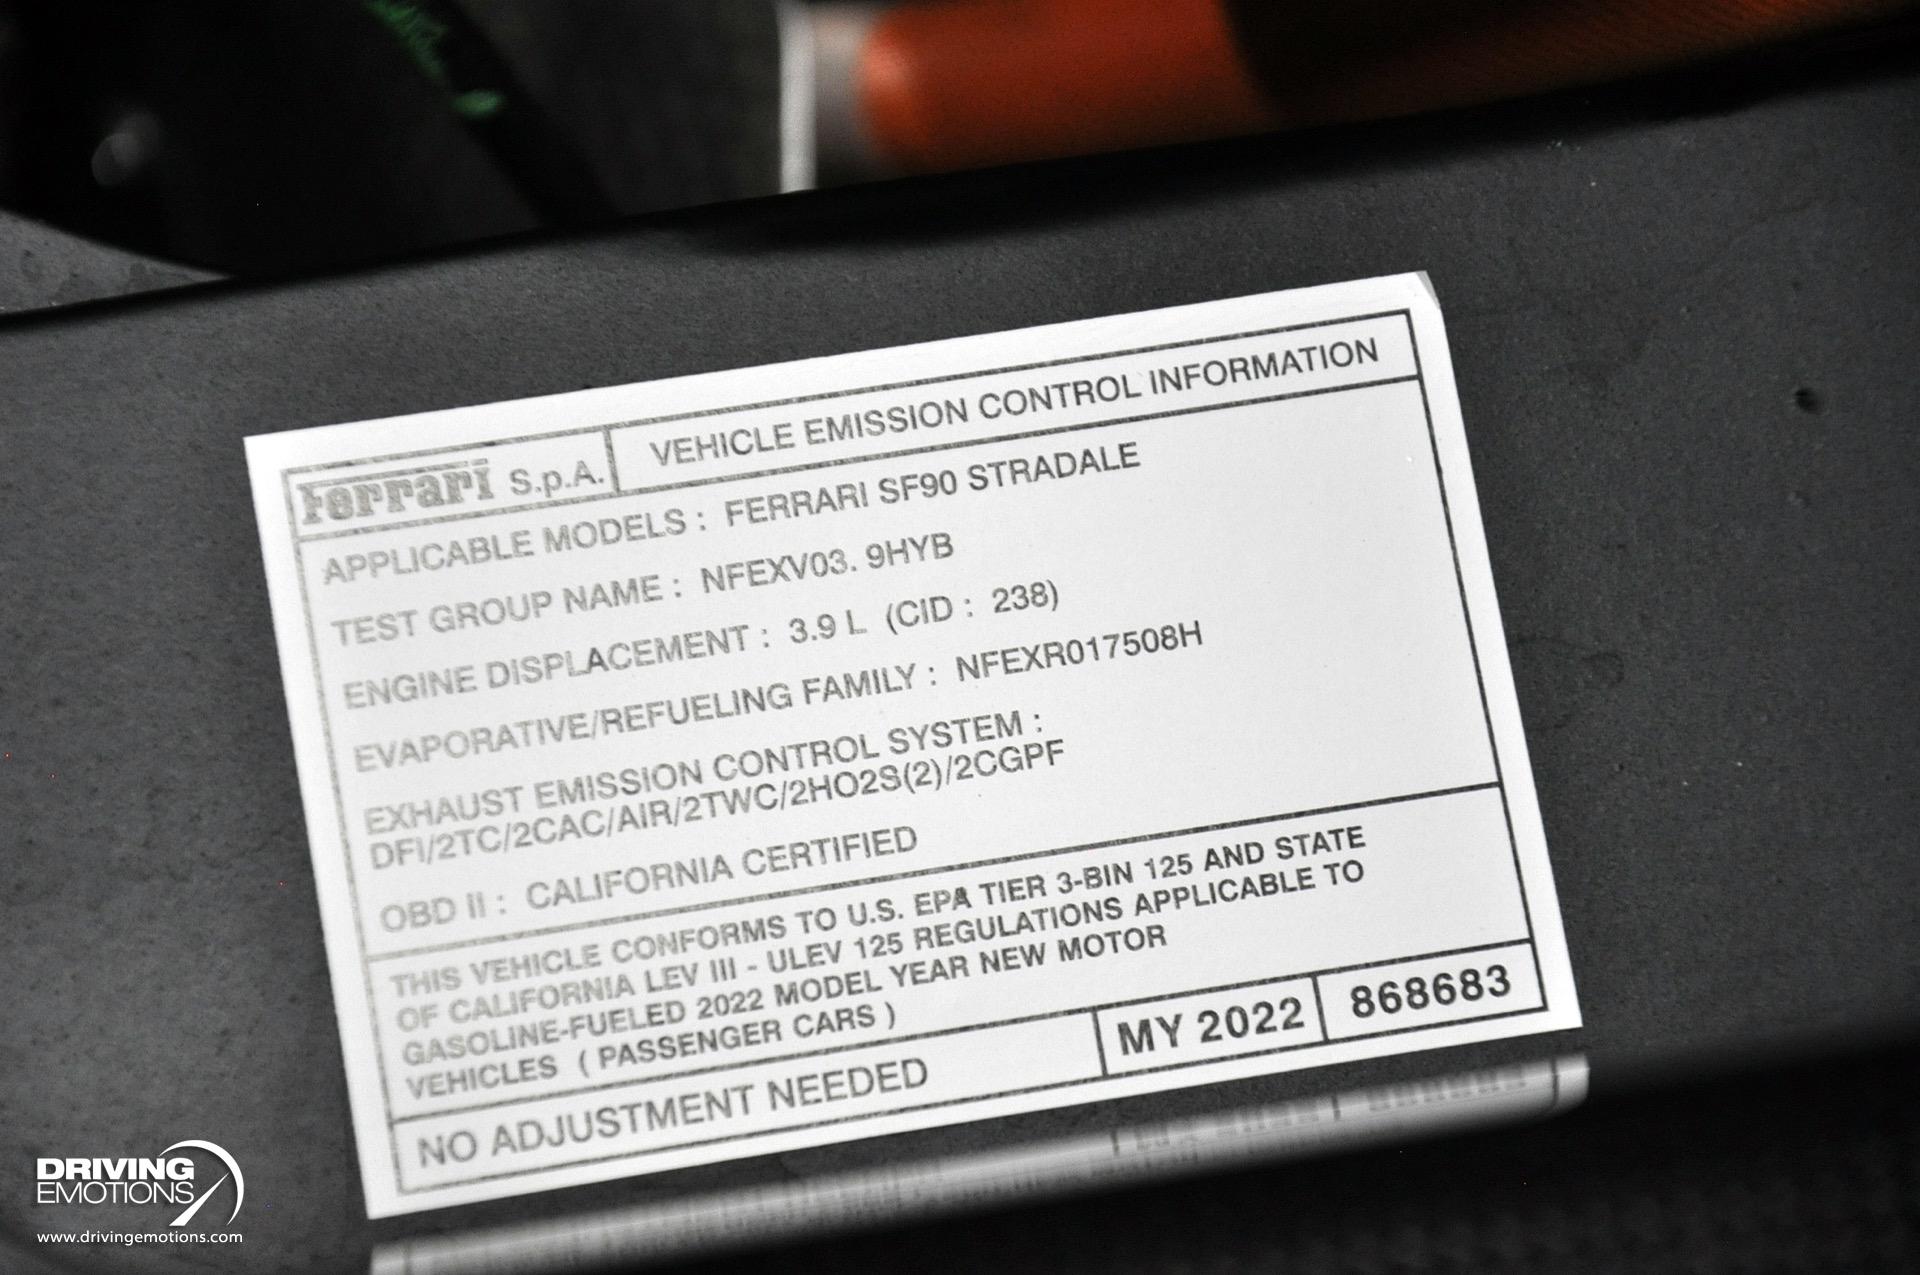 Ferrari S.p.A. VEHICLE EMISSION CONTROL INFORMATION
APPLICABLE MODELS : FERRARI SF90 STRADALE
TEST GROUP NAME : NFEXV03. 9HYB
ENGINE DISPLACEMENT : 3.9 L (CID : 238)
EVAPORATIVE/REFUELING FAMILY : NFEXR017508H
EXHAUST EMISSION CONTROL SYSTEM :
DFI/2TC/2CAC/AIR/2TWC/2HO2S(2)/2CGPF
OBD II : CALIFORNIA CERTIFIED
THIS VEHICLE CONFORMS TO U.S. EPA TIER 3-BIN 125 AND STATE
OF CALIFORNIA LEV III - ULEV 125 REGULATIONS APPLICABLE TO
GASOLINE-FUELED 2022 MODEL YEAR NEW MOTOR
VEHICLES ( PASSENGER CARS )
NO ADJUSTMENT NEEDED MY 2022 868683
DRIVING
EMOTIONS
www.drivingemotions.com